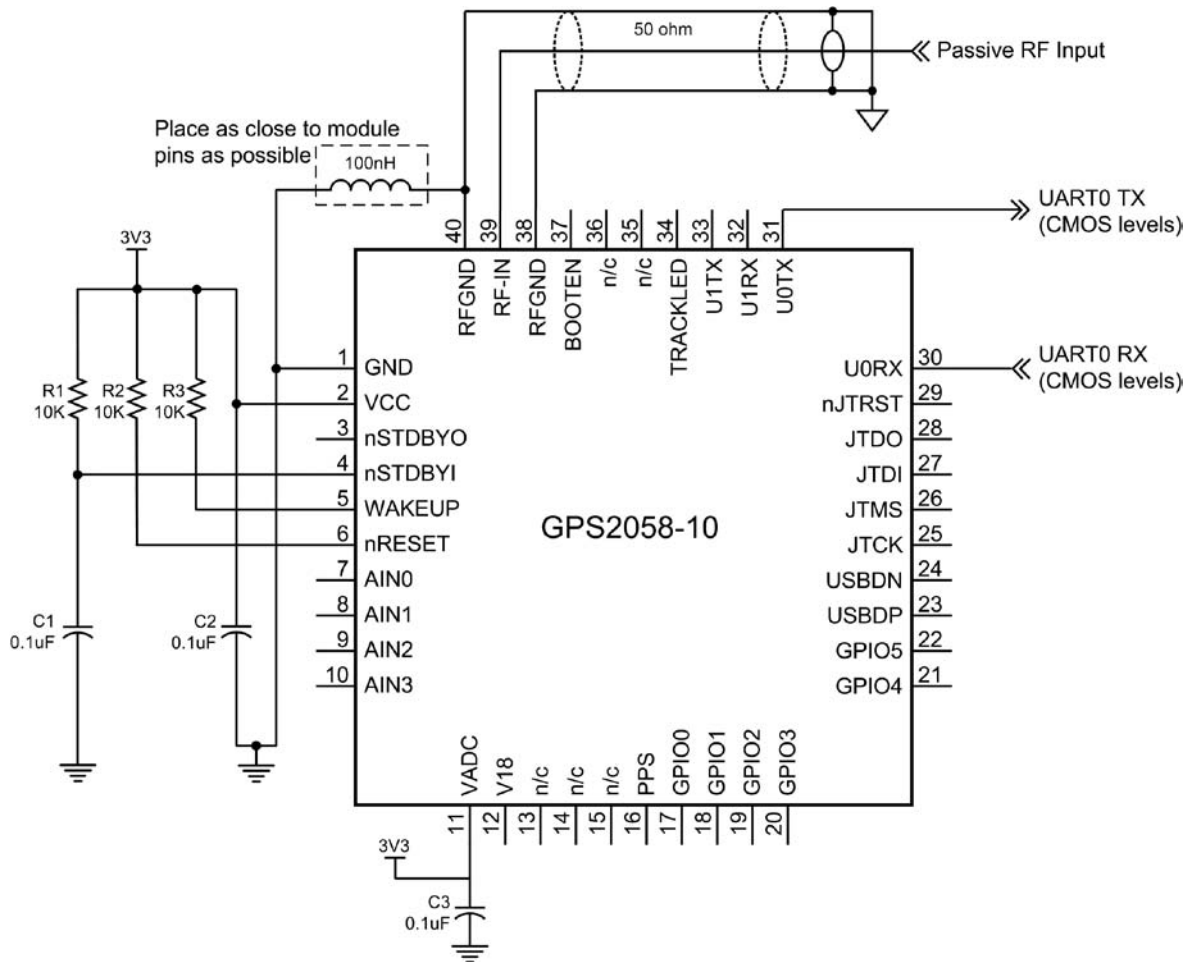 50 ohm
Passive RF Input
Place as close to module
pins as possible
100nH
UART0 TX
(CMOS levels)
3V3
40
39
38
37
36
35
34
33
32
31
RFGND
RF-IN
RFGND
BOOTEN
n/c
n/c
TRACKLED
U1TX
U1RX
U0TX
R1
10K
R2
10K
R3
10K
1 GND
2 VCC
3 nSTDBYO
4 nSTDBYI
5 WAKEUP
6 nRESET
7 AIN0
8 AIN1
9 AIN2
10 AIN3
GPS2058-10
U0RX 30
nJTRST 29
JTDO 28
JTDI 27
JTMS 26
JTCK 25
USBDN 24
USBDP 23
GPIO5 22
GPIO4 21
UART0 RX
(CMOS levels)
C1
0.1uF
C2
0.1uF
VADC
V18
n/c
n/c
n/c
PPS
GPIO0
GPIO1
GPIO2
GPIO3
11
12
13
14
15
16
17
18
19
20
3V3
C3
0.1uF